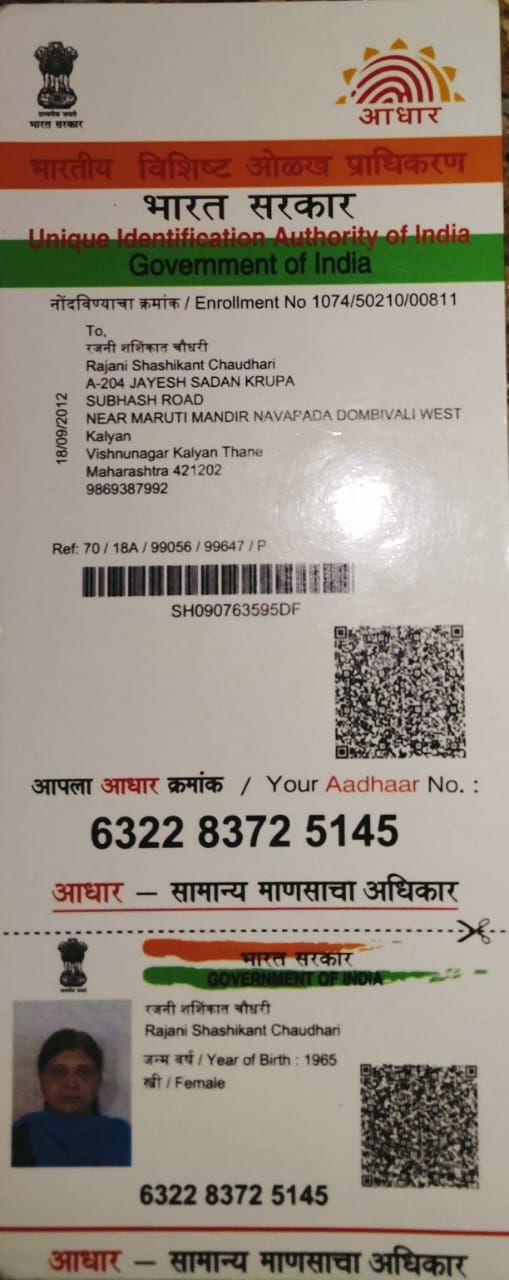 सत्यमेव जयते
भारत सरकार
आधार
भारतीय विशिष्ट ओळख प्राधिकरण
भारत सरकार
Unique Identification Authority of India
Government of India
नोंदविण्याचा क्रमांक / Enrollment No 1074/50210/00811
To,
रजनी शशिकांत चौधरी
Rajani Shashikant Chaudhari
A-204 JAYESH SADAN KRUPA
SUBHASH ROAD
NEAR MARUTI MANDIR NAVAPADA DOMBIVALI WEST
Kalyan
Vishnunagar Kalyan Thane
Maharashtra 421202
9869387992
18/09/2012
Ref: 70 / 18A / 99056 / 99647 / P
SH090763595DF
आपला आधार क्रमांक / Your Aadhaar No. :
6322 8372 5145
आधार – सामान्य माणसाचा अधिकार
भारत सरकार
GOVERNMENT OF INDIA
रजनी शशिकांत चौधरी
Rajani Shashikant Chaudhari
जन्म वर्ष / Year of Birth : 1965
स्त्री / Female
6322 8372 5145
आधार – सामान्य माणसाचा अधिकार